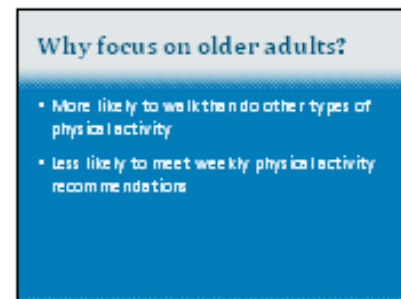 Why focus on older adults?
• More likely to walk than do other types of
physical activity
• Less likely to meet weekly physical activity
recommendations